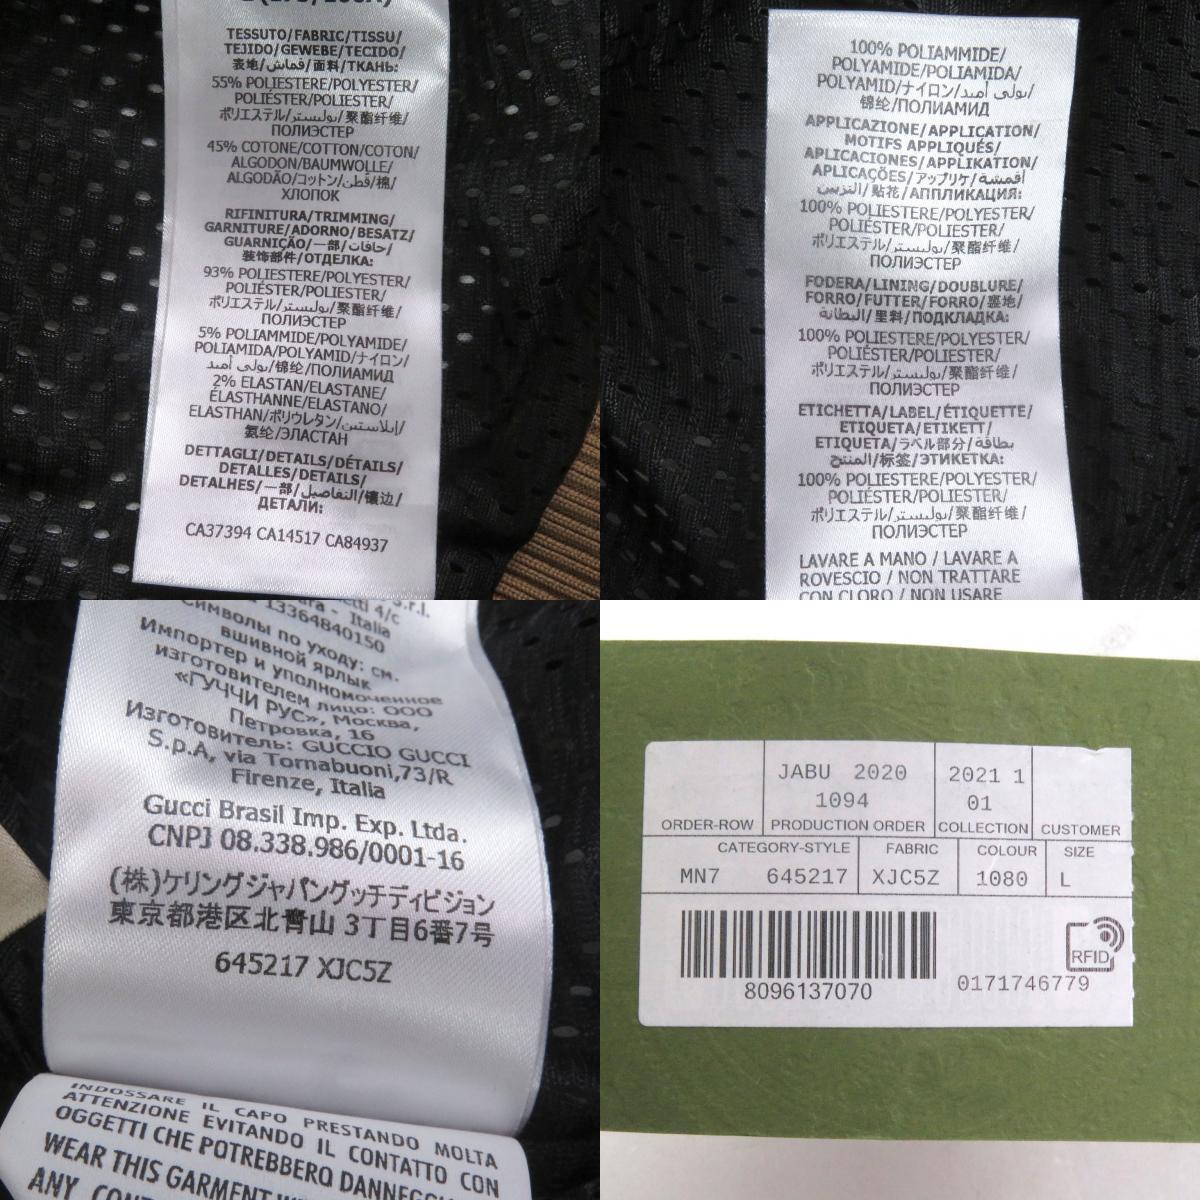 TESSUTO/FABRIC/TISSU/
TEJIDO/GEWEBE/TECIDO/
表地/قماش/面料/ТКАНЬ:
55% POLIESTERE/POLYESTER/
POLIÉSTER/POLIESTER/
ポリエステル/بوليستر/聚酯纤维/
ПОЛИЭСТЕР
45% COTONE/COTTON/COTON/
ALGODON/BAUMWOLLE/
ALGODÃO/コットン/قطن/棉/
ХЛОПОК
RIFINITURA/TRIMMING/
GARNITURE/ADORNO/BESATZ/
GUARNIÇÃO/一部/حافات/
装饰部件/ОТДЕЛКА:
93% POLIESTERE/POLYESTER/
POLIÉSTER/POLIESTER/
ポリエステル/بوليستر/聚酯纤维/
ПОЛИЭСТЕР
5% POLIAMMIDE/POLYAMIDE/
POLIAMIDA/POLYAMID/ナイロン/
بولي أميد/锦纶/ПОЛИАМИД
2% ELASTAN/ELASTANE/
ÉLASTHANNE/ELASTANO/
ELASTHAN/ポリウレタン/إيلاستين/
氨纶/ЭЛАСТАН
DETTAGLI/DETAILS/DÉTAILS/
DETALLES/DETAILS/
DETALHES/一部/التفاصيل/镶边/
ДЕТАЛИ:
CA37394 CA14517 CA84937
100% POLIAMMIDE/
POLYAMIDE/POLIAMIDA/
POLYAMID/ナイロン/بولي أميد/
锦纶/ПОЛИАМИД
APPLICAZIONE/APPLICATION/
MOTIFS APPLIQUÉS/
APLICACIONES/APPLIKATION/
APLICAÇÕES/アップリケ/أقمشة
التزيين/贴花/АППЛИКАЦИЯ:
100% POLIESTERE/POLYESTER/
POLIÉSTER/POLIESTER/
ポリエステル/بوليستر/聚酯纤维/
ПОЛИЭСТЕР
FODERA/LINING/DOUBLURE/
FORRO/FUTTER/FORRO/裏地/
البطانة/里料/ПОДКЛАДКА:
100% POLIESTERE/POLYESTER/
POLIÉSTER/POLIESTER/
ポリエステル/بوليستر/聚酯纤维/
ПОЛИЭСТЕР
ETICHETTA/LABEL/ÉTIQUETTE/
ETIQUETA/ETIKETT/
ETIQUETA/ラベル部分/بطاقة
المنتج/标签/ЭТИКЕТКА:
100% POLIESTERE/POLYESTER/
POLIÉSTER/POLIESTER/
ポリエステル/بوليستر/聚酯纤维/
ПОЛИЭСТЕР
LAVARE A MANO / LAVARE A
ROVESCIO / NON TRATTARE
CON CLORO / NON USARE
S.r.l.
4/c
- Italia
13364840150
Символы по уходу: см.
вшивной ярлык
Импортер и уполномоченное
изготовителем лицо: ООО
«ГУЧЧИ РУС», Москва,
Петровка, 16
Изготовитель: GUCCIO GUCCI
S.p.A, via Tornabuoni,73/R
Firenze, Italia
Gucci Brasil Imp. Exp. Ltda.
CNPJ 08.338.986/0001-16
(株)ケリングジャパングッチディビジョン
東京都港区北青山 3丁目6番7号
645217 XJC5Z
INDOSSARE IL CAPO PRESTANDO MOLTA
ATTENZIONE EVITANDO IL CONTATTO CON
OGGETTI CHE POTREBBERO
WEAR THIS GARMENT
ANY
JABU 2020 2021 1
1094 01
ORDER-ROW PRODUCTION ORDER COLLECTION CUSTOMER
CATEGORY-STYLE FABRIC COLOUR SIZE
MN7 645217 XJC5Z 1080 L
RFID
8096137070 0171746779